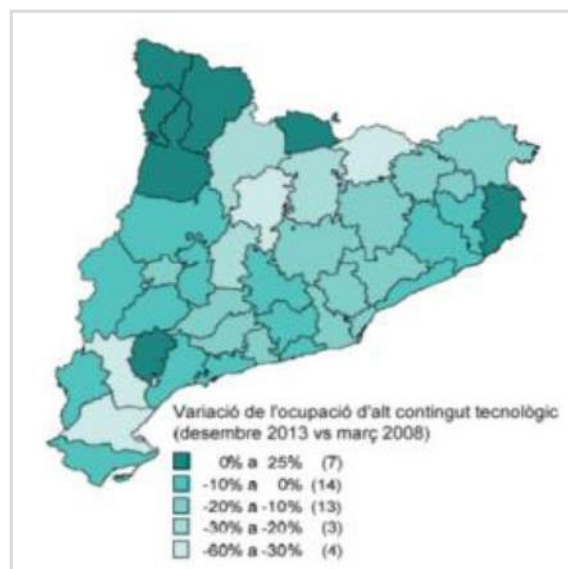 Variació de l'ocupació d'alt contingut tecnològic
(desembre 2013 vs març 2008)
0% a 25% (7)
-10% a 0% (14)
-20% a -10% (13)
-30% a -20% (3)
-60% a -30% (4)